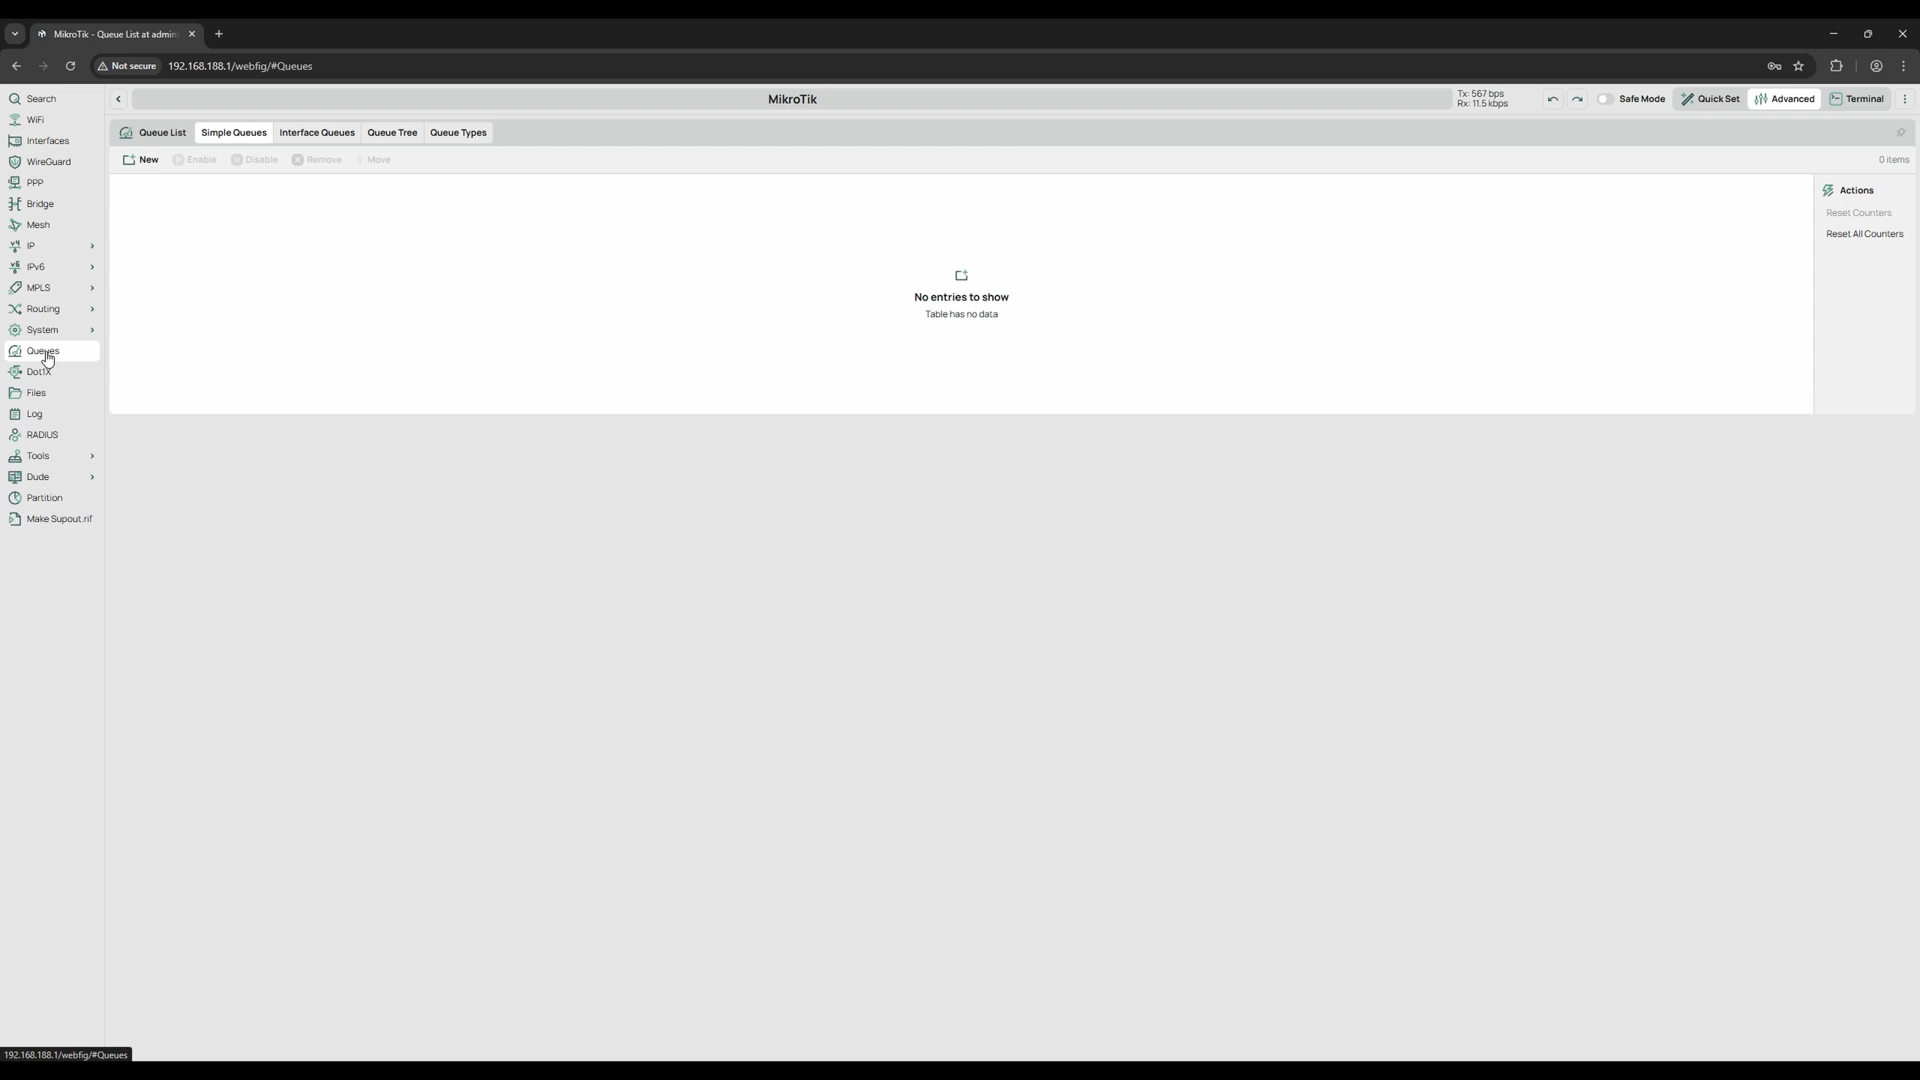 MikroTik - Queue List at admin
Not secure 192.168.188.1/webfig/#Queues
Search
WiFi
Interfaces
WireGuard
PPP
Bridge
Mesh
IP
IPv6
MPLS
Routing
System
Queues
Dot1X
Files
Log
RADIUS
Tools
Dude
Partition
Make Supout.rif
MikroTik
Tx: 567 bps
Rx: 11.5 kbps
Safe Mode Quick Set Advanced Terminal
Queue List Simple Queues Interface Queues Queue Tree Queue Types
New Enable Disable Remove Move 0 items
No entries to show
Table has no data
Actions
Reset Counters
Reset All Counters
192.168.188.1/webfig/#Queues